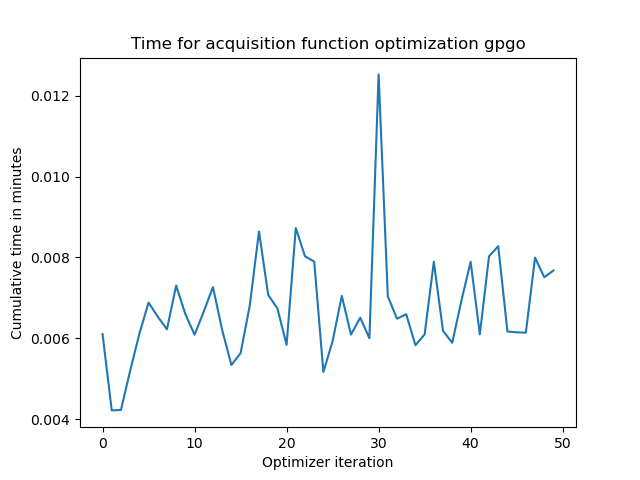 Time for acquisition function optimization gpgo
Cumulative time in minutes
0.012
0.010
0.008
0.006
0.004
0 10 20 30 40 50
Optimizer iteration